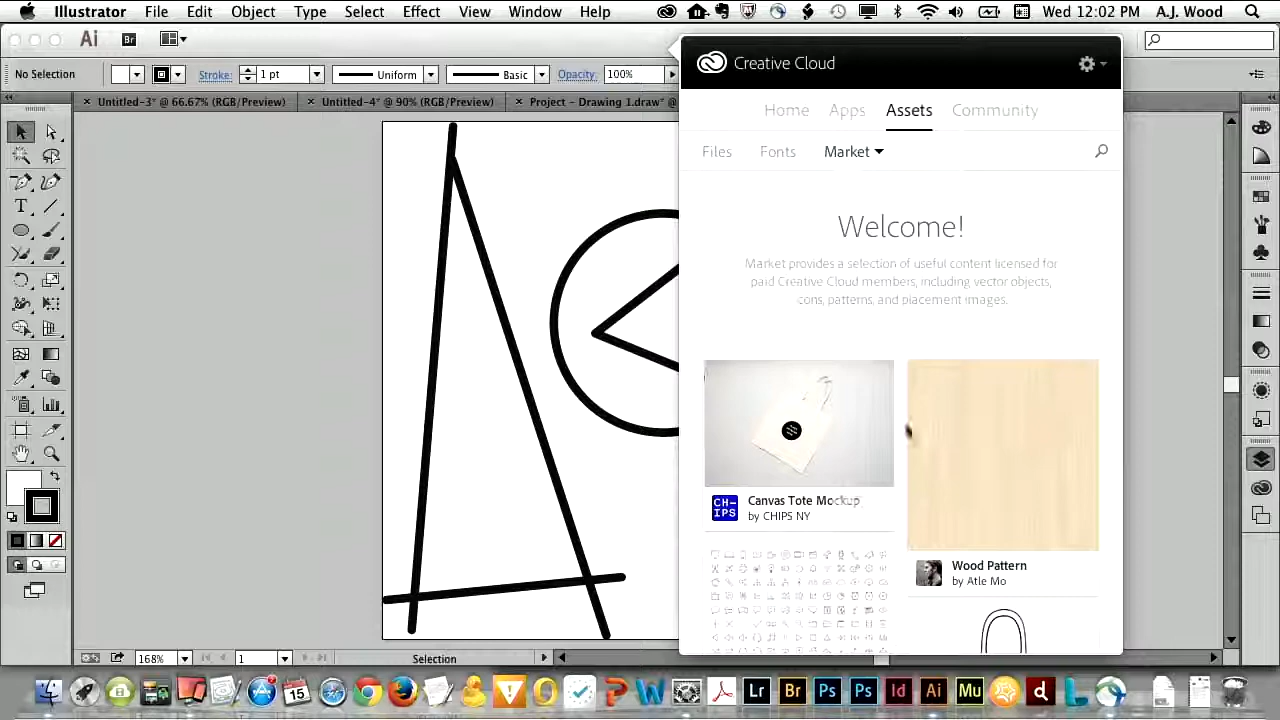 Illustrator File Edit Object Type Select Effect View Window Help Wed 12:02 PM A.J. Wood
Ai Br
No Selection Stroke: 1 pt Uniform Basic Opacity: 100%
Untitled-3* @ 66.67% (RGB/Preview) Untitled-4* @ 90% (RGB/Preview) Project – Drawing 1.draw* @
Creative Cloud
Home Apps Assets Community
Files Fonts Market
Welcome!
Market provides a selection of useful content licensed for
paid Creative Cloud members, including vector objects,
cons, patterns, and placement images.
CH-
IPS
Canvas Tote Mockup
by CHIPS NY
Wood Pattern
by Atle Mo
168% 1 Selection
15 Lr Br Ps Ps Id Ai Mu